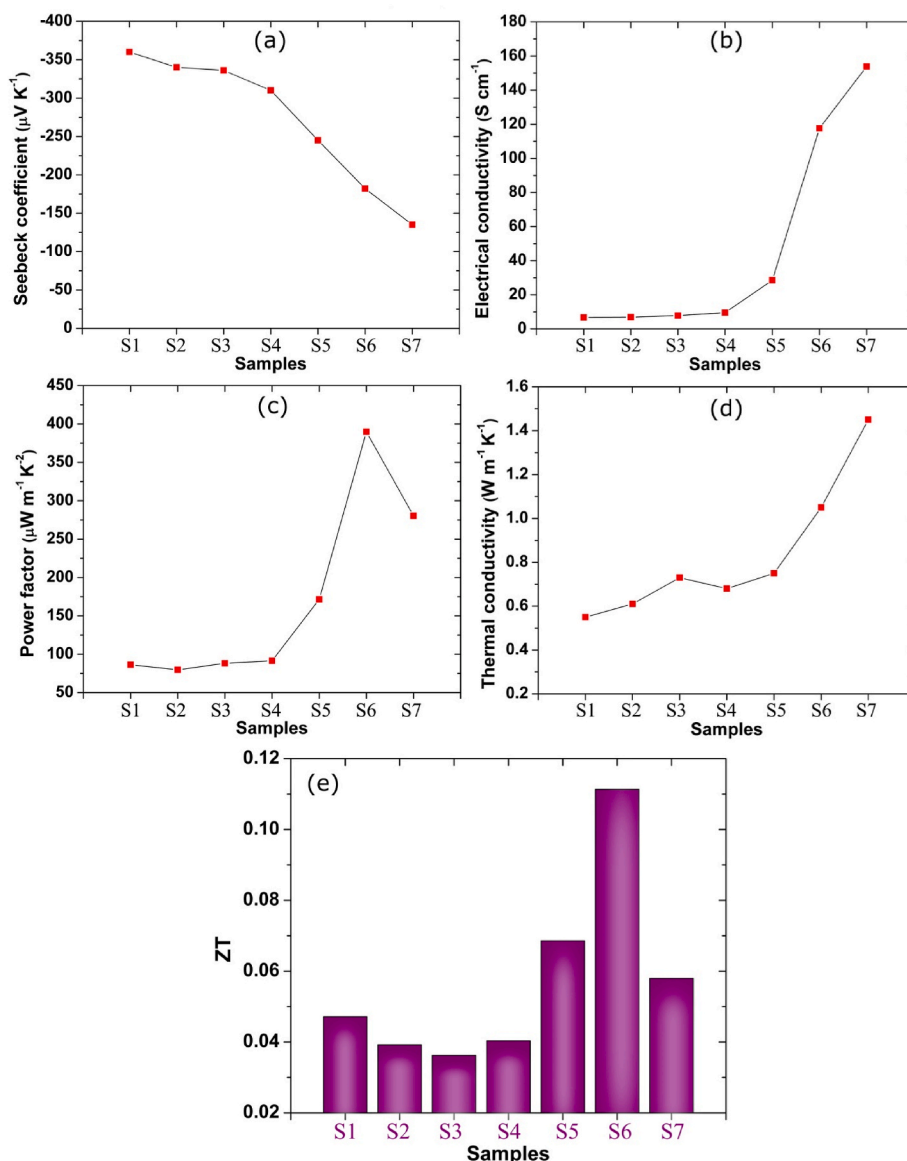 (a)
Seebeck coefficient (μV K⁻¹)
-400
-350
-300
-250
-200
-150
-100
-50
0
S1 S2 S3 S4 S5 S6 S7
Samples
(b)
Electrical conductivity (S cm⁻¹)
180
160
140
120
100
80
60
40
20
0
S1 S2 S3 S4 S5 S6 S7
Samples
(c)
Power factor (μW m⁻¹ K⁻²)
450
400
350
300
250
200
150
100
50
S1 S2 S3 S4 S5 S6 S7
Samples
(d)
Thermal conductivity (W m⁻¹ K⁻¹)
1.6
1.4
1.2
1.0
0.8
0.6
0.4
0.2
S1 S2 S3 S4 S5 S6 S7
Samples
(e)
ZT
0.12
0.10
0.08
0.06
0.04
0.02
S1 S2 S3 S4 S5 S6 S7
Samples